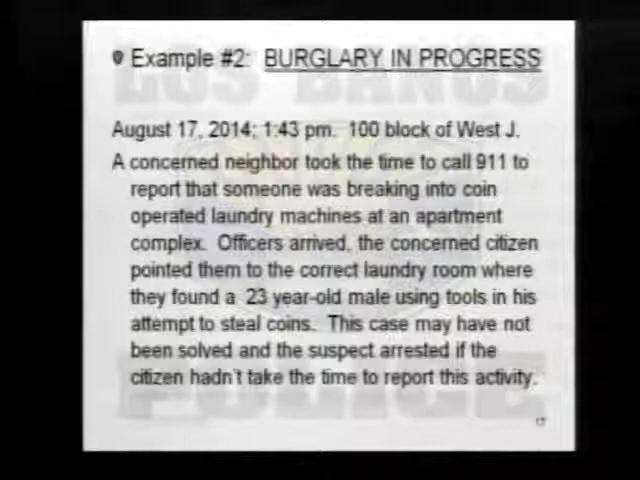 Example #2: BURGLARY IN PROGRESS
August 17, 2014; 1:43 pm. 100 block of West J.
A concerned neighbor took the time to call 911 to
report that someone was breaking into coin
operated laundry machines at an apartment
complex. Officers arrived, the concerned citizen
pointed them to the correct laundry room where
they found a 23 year-old male using tools in his
attempt to steal coins. This case may have not
been solved and the suspect arrested if the
citizen hadn't take the time to report this activity.
17
LOS BANOS
POLICE